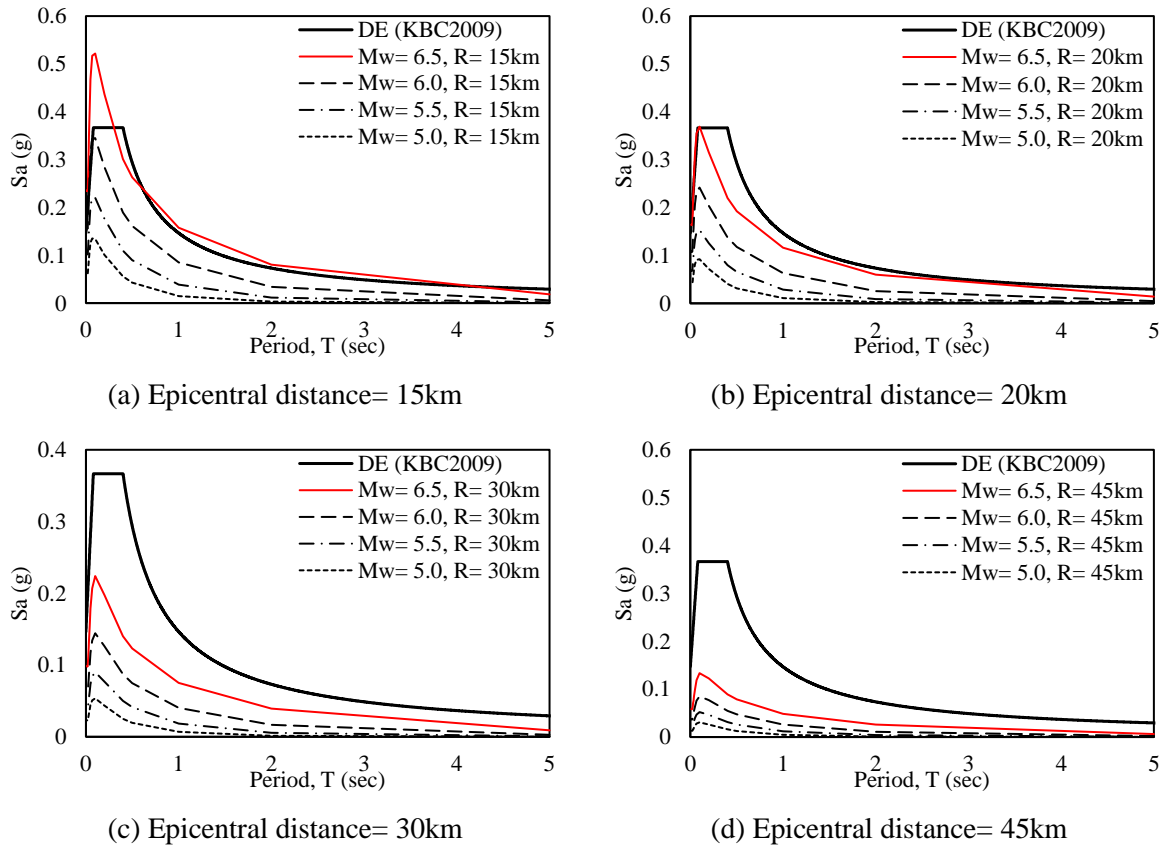 0.6
0.5
0.4
0.3
0.2
0.1
0
Sa (g)
DE (KBC2009)
Mw= 6.5, R= 15km
Mw= 6.0, R= 15km
Mw= 5.5, R= 15km
Mw= 5.0, R= 15km
0 1 2 3 4 5
Period, T (sec)
(a) Epicentral distance= 15km
0.6
0.5
0.4
0.3
0.2
0.1
0
Sa (g)
DE (KBC2009)
Mw= 6.5, R= 20km
Mw= 6.0, R= 20km
Mw= 5.5, R= 20km
Mw= 5.0, R= 20km
0 1 2 3 4 5
Period, T (sec)
(b) Epicentral distance= 20km
0.4
0.3
0.2
0.1
0
Sa (g)
DE (KBC2009)
Mw= 6.5, R= 30km
Mw= 6.0, R= 30km
Mw= 5.5, R= 30km
Mw= 5.0, R= 30km
0 1 2 3 4 5
Period, T (sec)
(c) Epicentral distance= 30km
0.6
0.5
0.4
0.3
0.2
0.1
0
Sa (g)
DE (KBC2009)
Mw= 6.5, R= 45km
Mw= 6.0, R= 45km
Mw= 5.5, R= 45km
Mw= 5.0, R= 45km
0 1 2 3 4 5
Period, T (sec)
(d) Epicentral distance= 45km